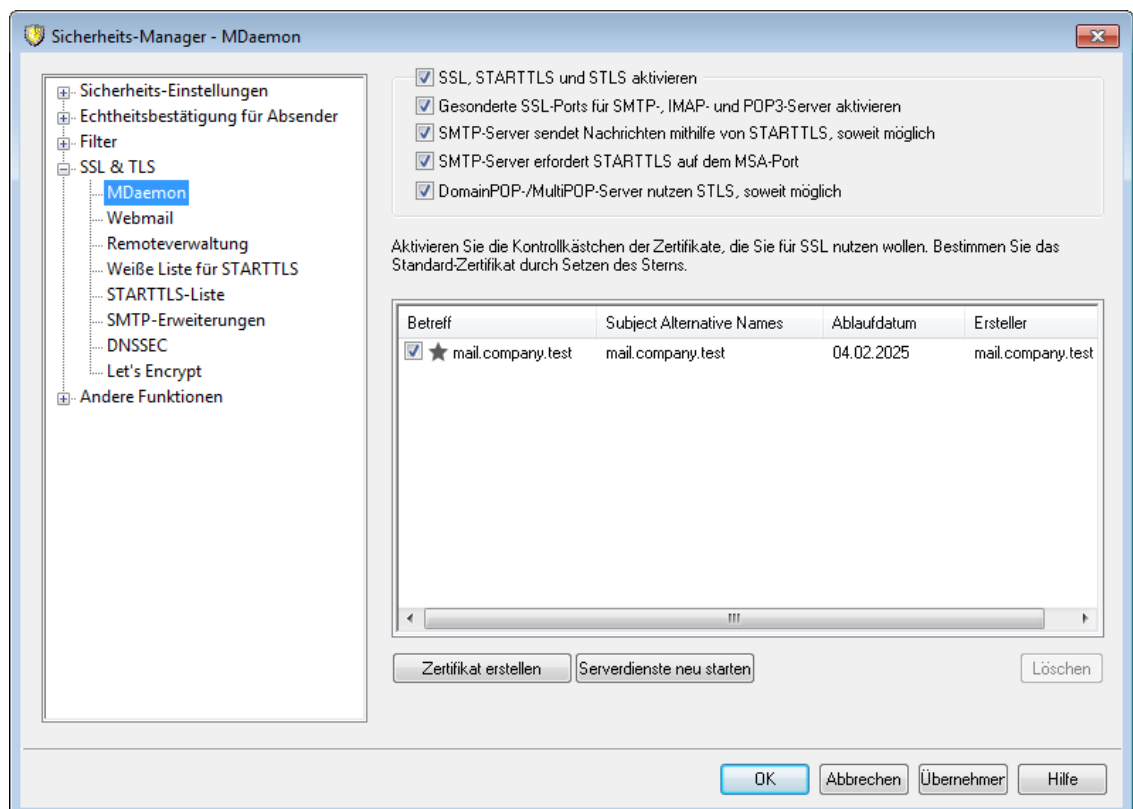 Sicherheits-Manager - MDaemon
Sicherheits-Einstellungen
Echtheitsbestätigung für Absender
Filter
SSL & TLS
MDaemon
Webmail
Remoteverwaltung
Weiße Liste für STARTTLS
STARTTLS-Liste
SMTP-Erweiterungen
DNSSEC
Let's Encrypt
Andere Funktionen
SSL, STARTTLS und STLS aktivieren
Gesonderte SSL-Ports für SMTP-, IMAP- und POP3-Server aktivieren
SMTP-Server sendet Nachrichten mithilfe von STARTTLS, soweit möglich
SMTP-Server erfordert STARTTLS auf dem MSA-Port
DomainPOP-/MultiPOP-Server nutzen STLS, soweit möglich
Aktivieren Sie die Kontrollkästchen der Zertifikate, die Sie für SSL nutzen wollen. Bestimmen Sie das
Standard-Zertifikat durch Setzen des Sterns.
Betreff Subject Alternative Names Ablaufdatum Ersteller
mail.company.test mail.company.test 04.02.2025 mail.company.test
Zertifikat erstellen Serverdienste neu starten Löschen
OK Abbrechen Übernehmer Hilfe